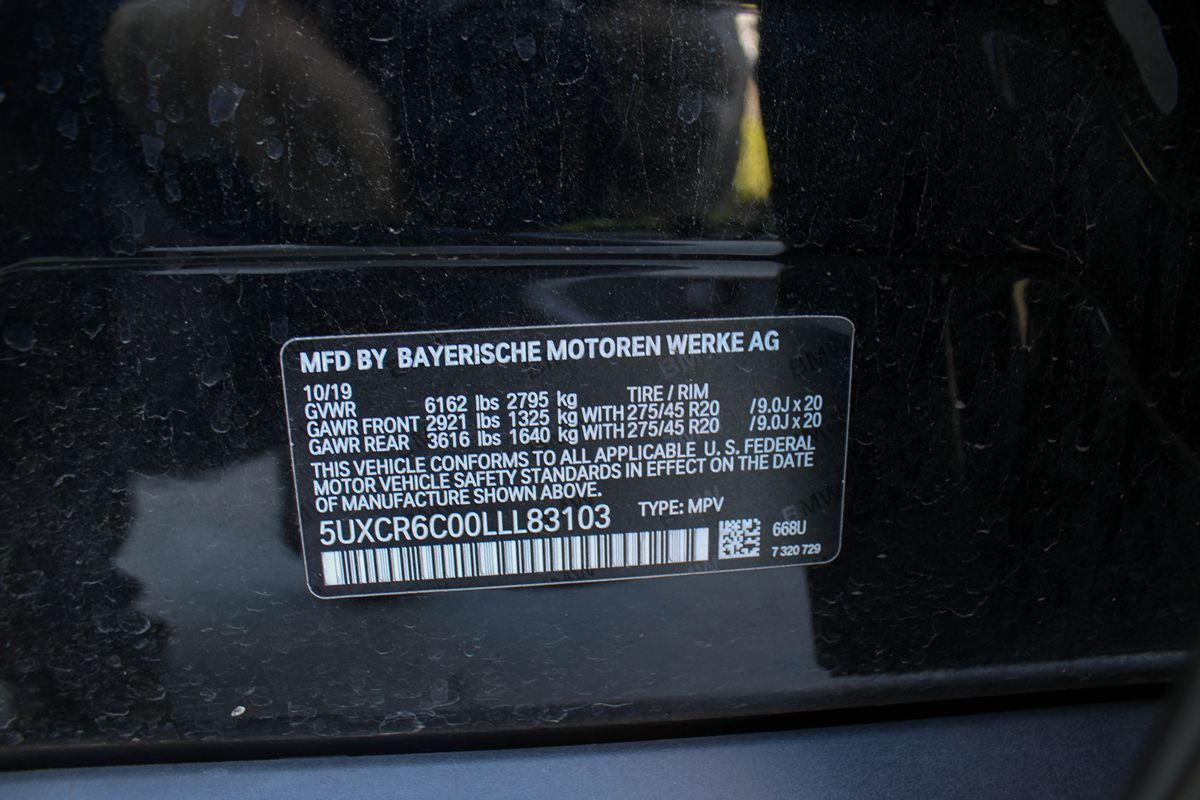 MFD BY BAYERISCHE MOTOREN WERKE AG
10/19 TIRE / RIM
GVWR 6162 lbs 2795 kg
GAWR FRONT 2921 lbs 1325 kg WITH 275/45 R20 /9.0J x 20
GAWR REAR 3616 lbs 1640 kg WITH 275/45 R20 /9.0J x 20
THIS VEHICLE CONFORMS TO ALL APPLICABLE U.S. FEDERAL
MOTOR VEHICLE SAFETY STANDARDS IN EFFECT ON THE DATE
OF MANUFACTURE SHOWN ABOVE.
5UXCR6C00LLL83103 TYPE: MPV
668U
7 320 729